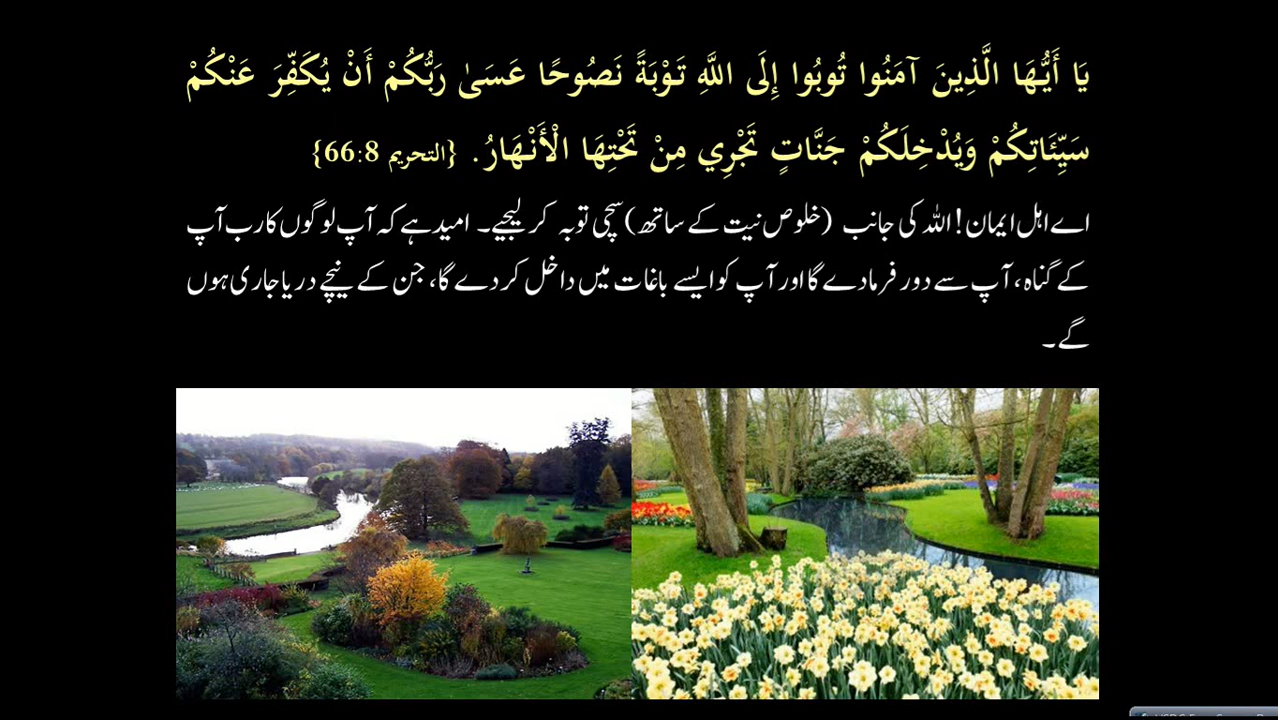 يَا أَيُّهَا الَّذِينَ آمَنُوا تُوبُوا إِلَى اللَّهِ تَوْبَةً نَصُوحًا عَسَىٰ رَبُّكُمْ أَنْ يُكَفِّرَ عَنْكُمْ
سَيِّئَاتِكُمْ وَيُدْخِلَكُمْ جَنَّاتٍ تَجْرِي مِنْ تَحْتِهَا الْأَنْهَارُ. {التحريم 66:8}
اے اہل ایمان! اللہ کی جانب (خلوص نیت کے ساتھ) سچی توبہ کر لیجیے۔ امید ہے کہ آپ لوگوں کا رب آپ
کے گناہ، آپ سے دور فرما دے گا اور آپ کو ایسے باغات میں داخل کر دے گا، جن کے نیچے دریا جاری ہوں
گے۔